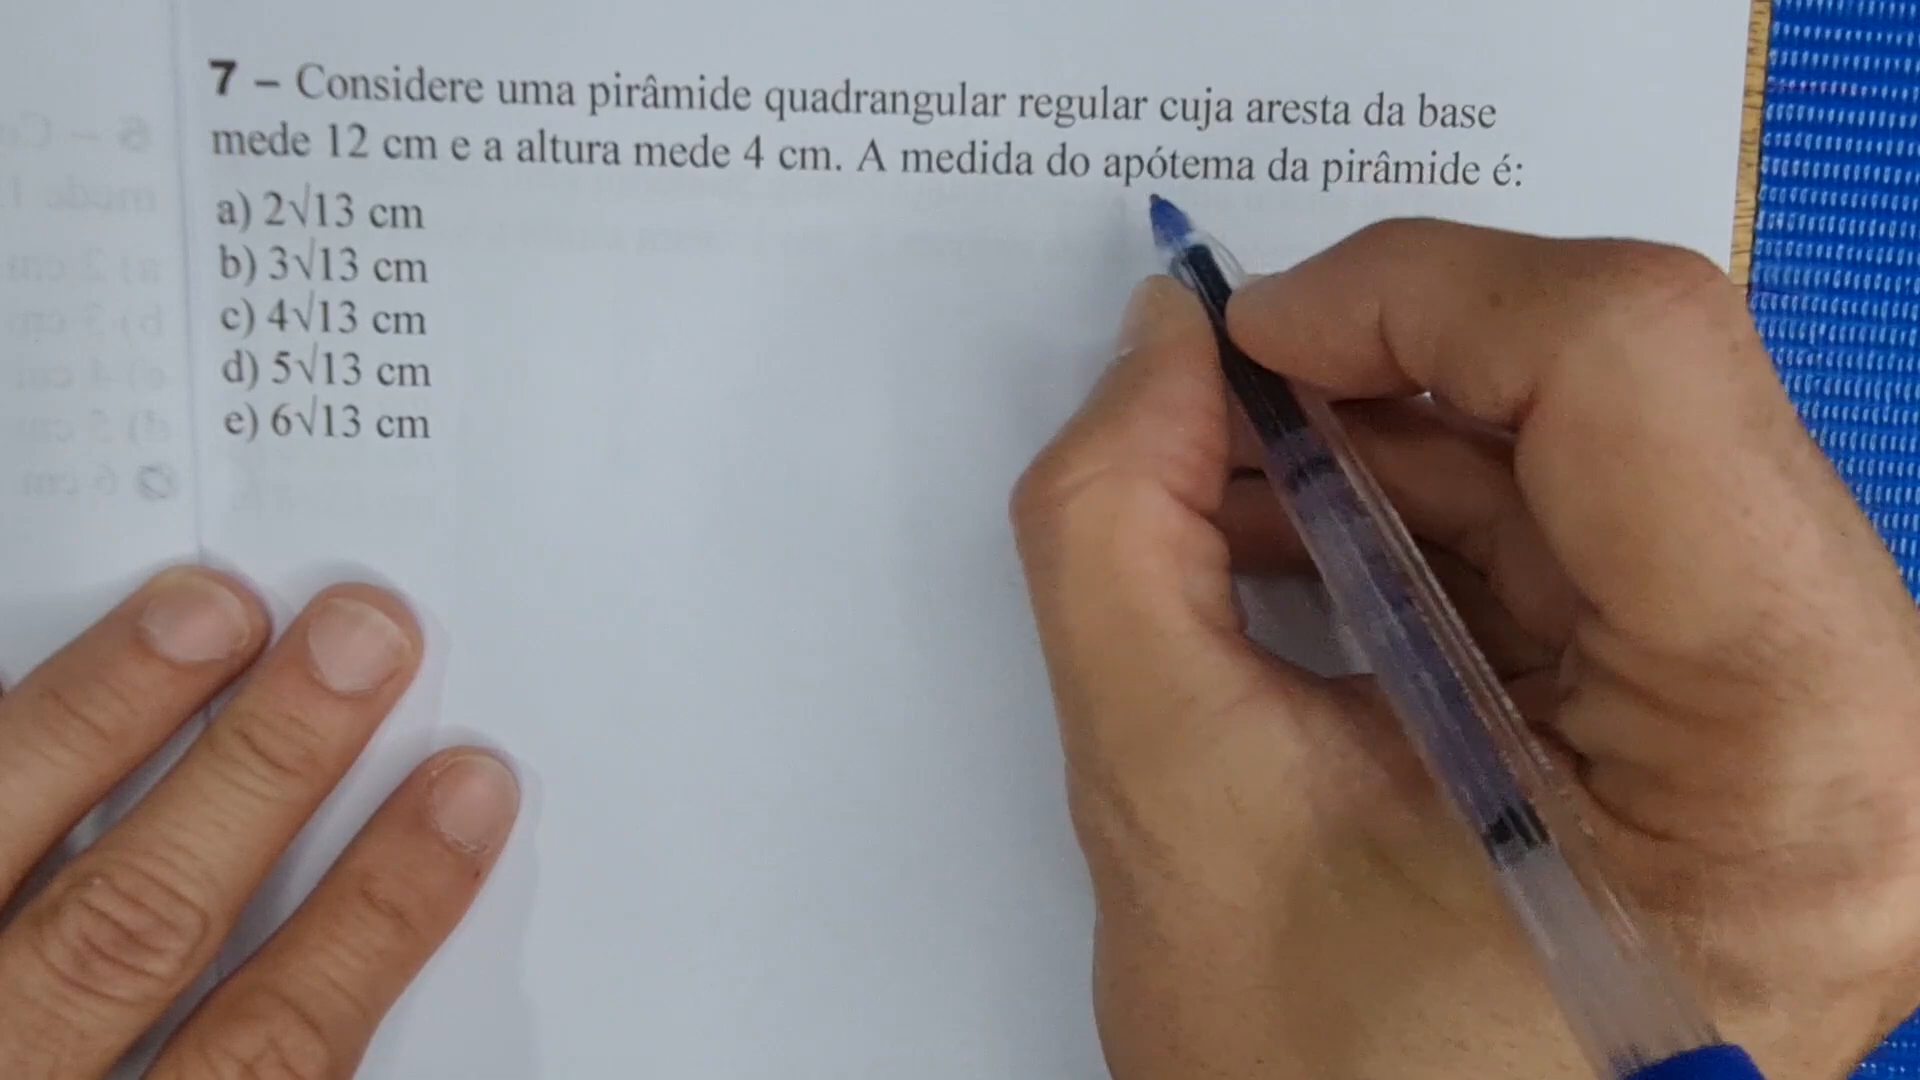 7 – Considere uma pirâmide quadrangular regular cuja aresta da base
mede 12 cm e a altura mede 4 cm. A medida do apótema da pirâmide é:
a) 2√13 cm
b) 3√13 cm
c) 4√13 cm
d) 5√13 cm
e) 6√13 cm